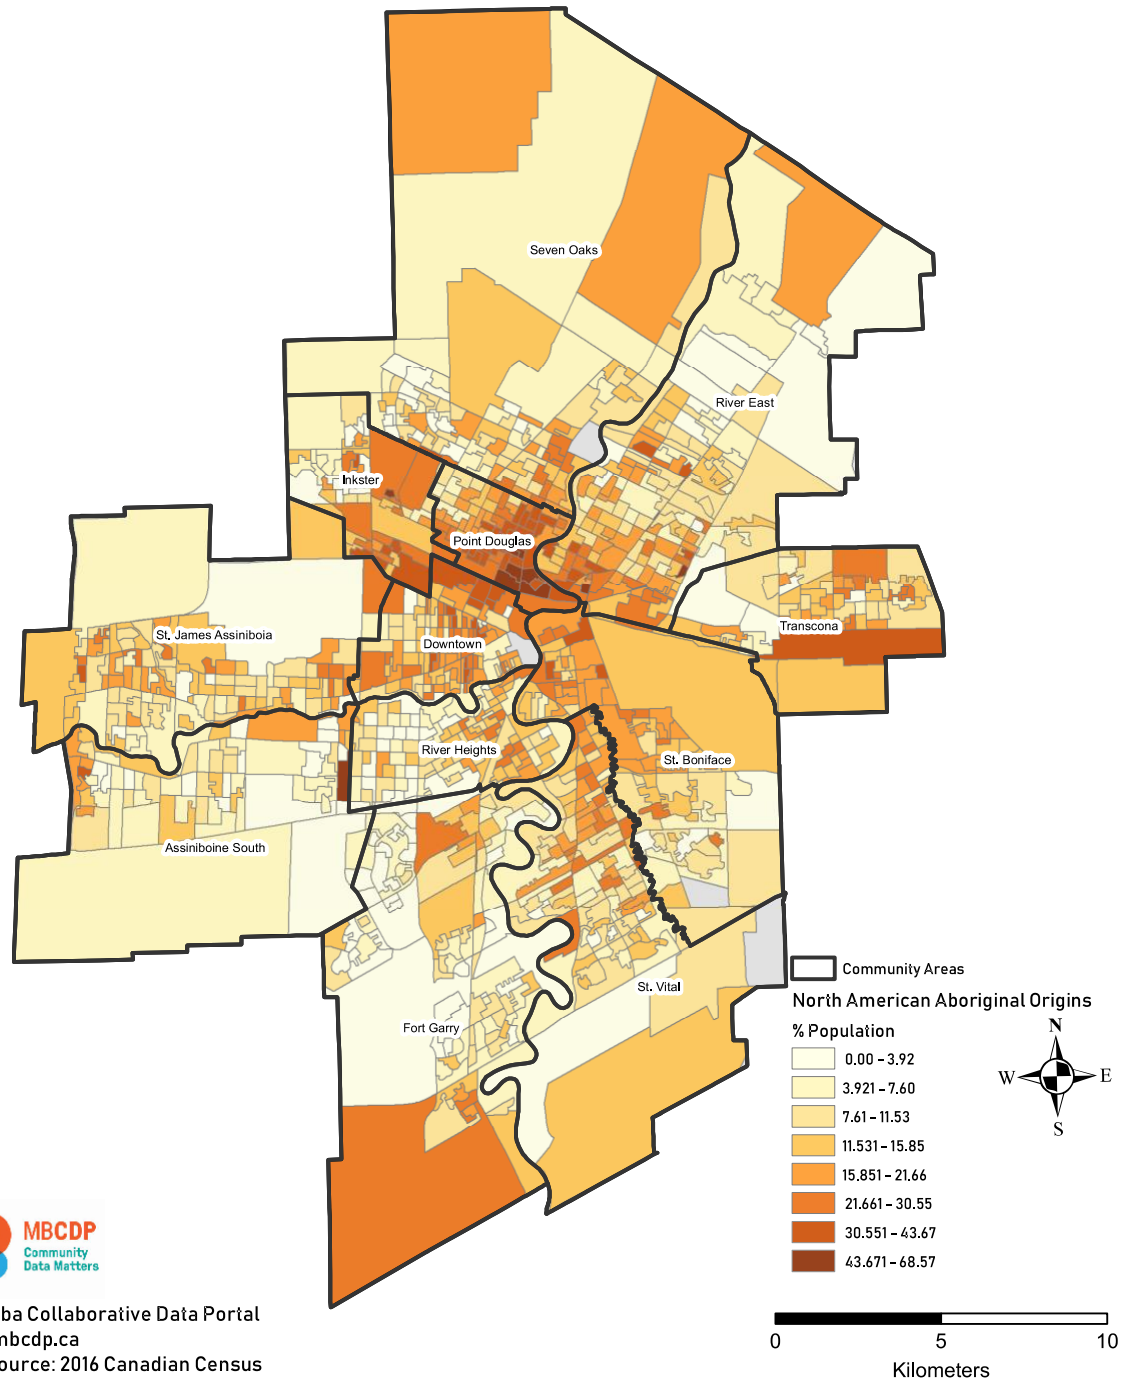 Seven Oaks
River East
Inkster
Point Douglas
St. James Assiniboia
Downtown
Transcona
River Heights
St. Boniface
Assiniboine South
St. Vital
Fort Garry
Community Areas
North American Aboriginal Origins
% Population
0.00 - 3.92
3.921 - 7.60
7.61 - 11.53
11.531 - 15.85
15.851 - 21.66
21.661 - 30.55
30.551 - 43.67
43.671 - 68.57
N
W
E
S
MBCDP
Community
Data Matters
ba Collaborative Data Portal
mbcdp.ca
ource: 2016 Canadian Census
0 5 10
Kilometers